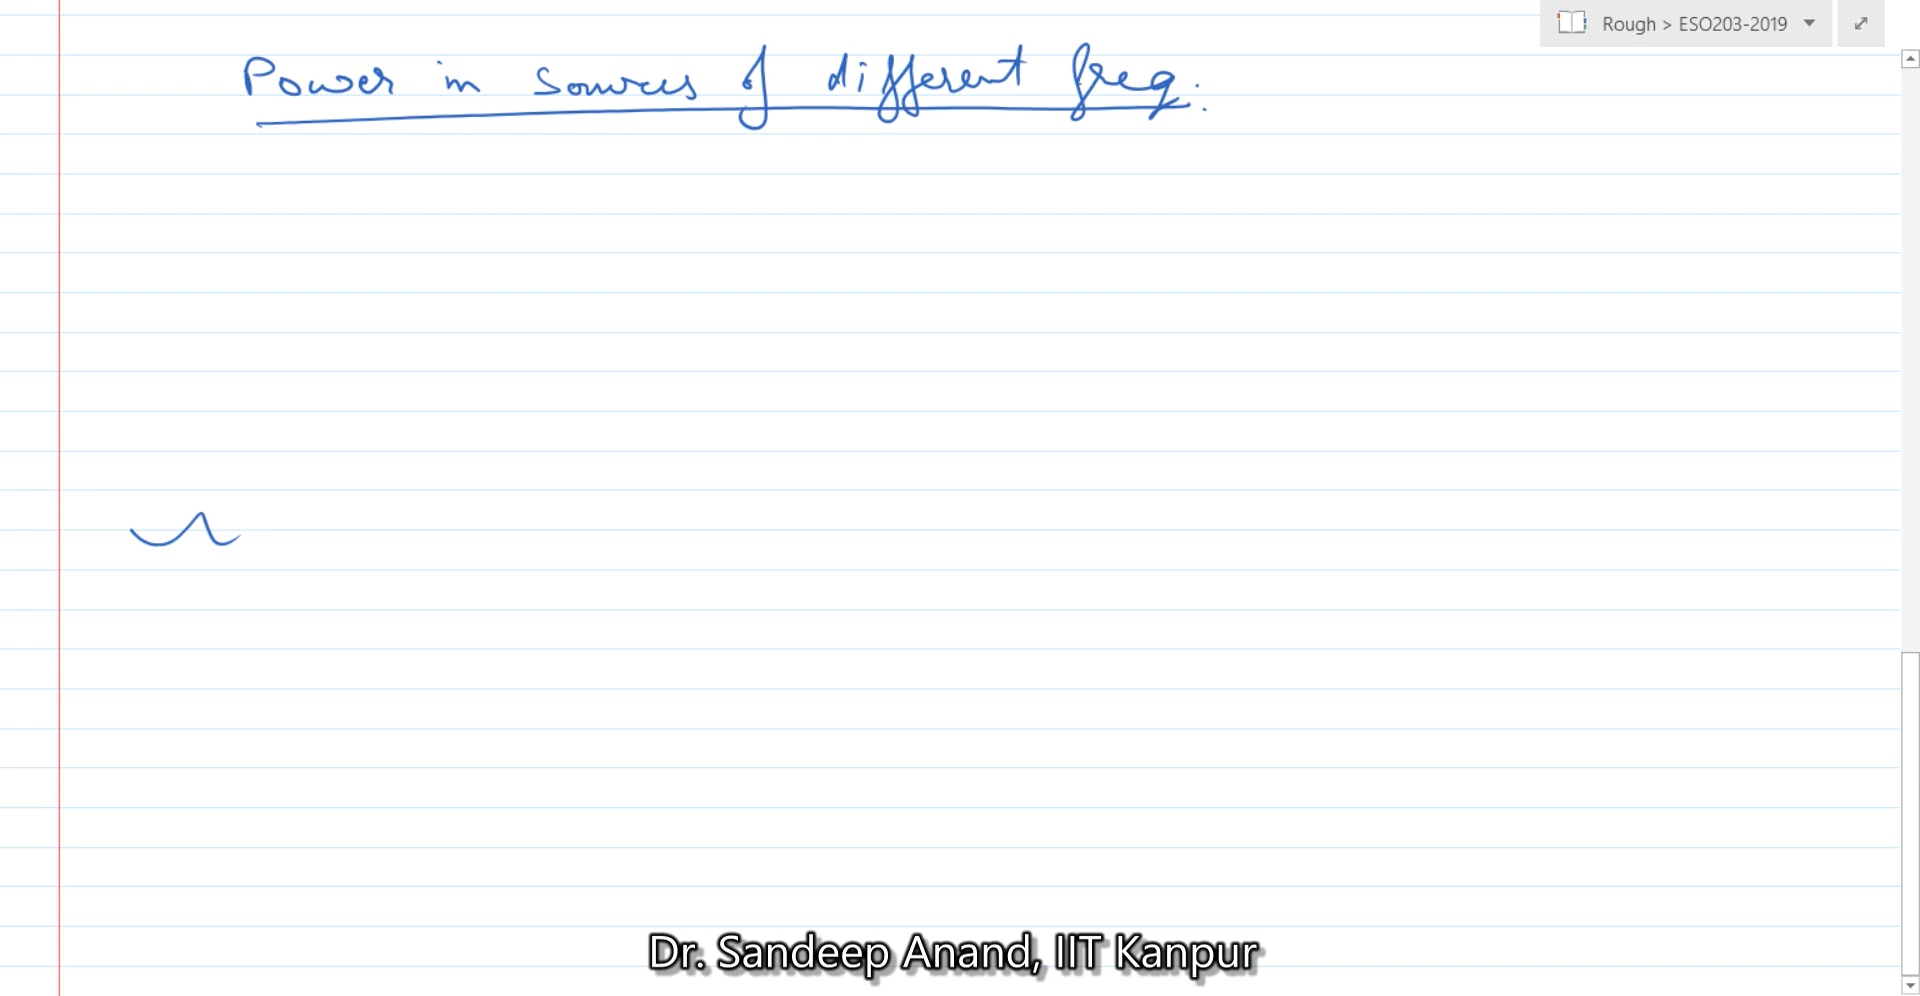 Rough > ESO203-2019
Power in sources of different freq.
Dr. Sandeep Anand, IIT Kanpur